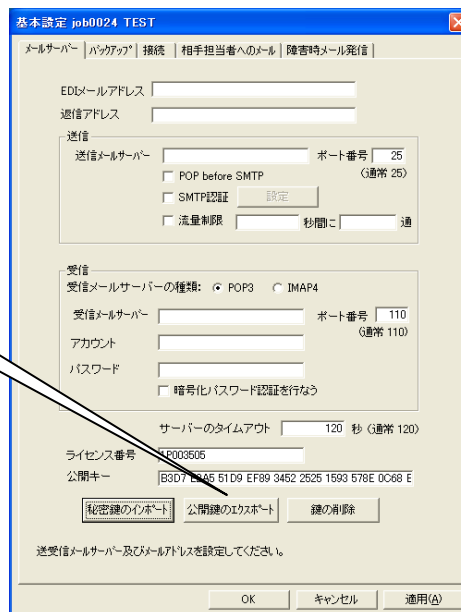 基本設定 job0024 TEST
メールサーバー バックアップ 接続 相手担当者へのメール 障害時メール発信
EDIメールアドレス
返信アドレス
送信
送信メールサーバー ポート番号 25
POP before SMTP (通常 25)
SMTP認証 設定
流量制限 秒間に 通
受信
受信メールサーバーの種類: POP3 IMAP4
受信メールサーバー ポート番号 110
(通常 110)
アカウント
パスワード
暗号化パスワード認証を行なう
サーバーのタイムアウト 120 秒 (通常 120)
ライセンス番号 1P003505
公開キー B3D7 E2A5 51D9 EF89 3452 2525 1593 578E 0C68 E
秘密鍵のインポート 公開鍵のエクスポート 鍵の削除
送受信メールサーバー及びメールアドレスを設定してください。
OK キャンセル 適用(A)